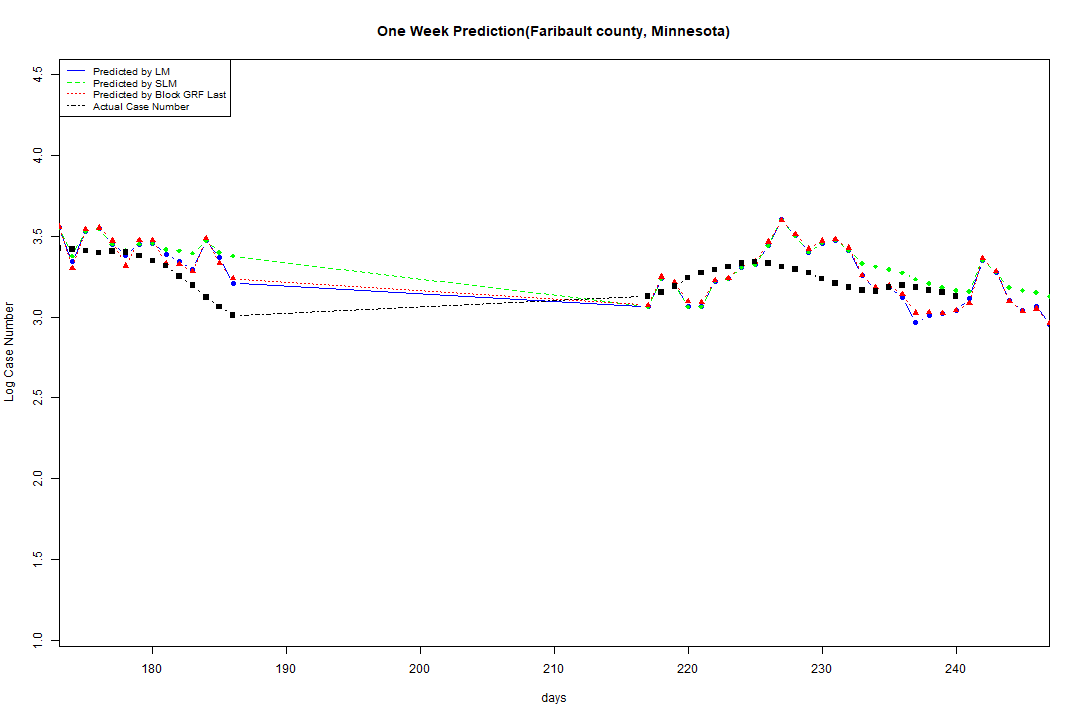 One Week Prediction(Faribault county, Minnesota)
Predicted by LM
Predicted by SLM
Predicted by Block GRF Last
Actual Case Number
Log Case Number
4.5
4.0
3.5
3.0
2.5
2.0
1.5
1.0
180 190 200 210 220 230 240
days